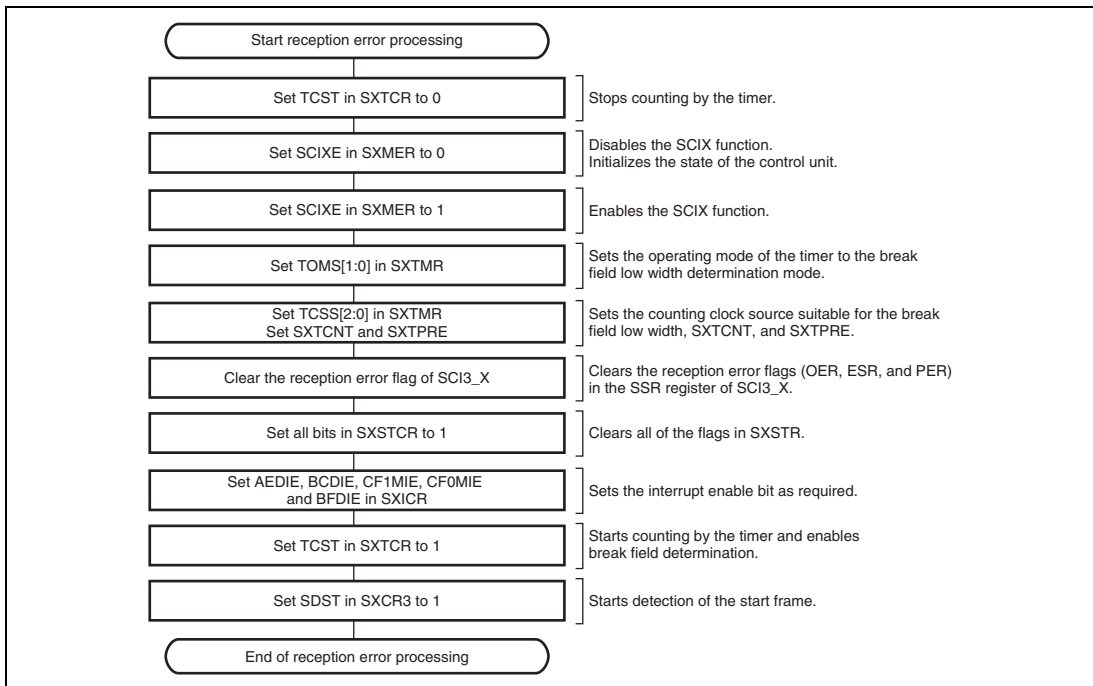 Start reception error processing
Set TCST in SXTCR to 0
Stops counting by the timer.
Set SCIXE in SXMER to 0
Disables the SCIX function.
Initializes the state of the control unit.
Set SCIXE in SXMER to 1
Enables the SCIX function.
Set TOMS[1:0] in SXTMR
Sets the operating mode of the timer to the break
field low width determination mode.
Set TCSS[2:0] in SXTMR
Set SXTCNT and SXTPRE
Sets the counting clock source suitable for the break
field low width, SXTCNT, and SXTPRE.
Clear the reception error flag of SCI3_X
Clears the reception error flags (OER, ESR, and PER)
in the SSR register of SCI3_X.
Set all bits in SXSTCR to 1
Clears all of the flags in SXSTR.
Set AEDIE, BCDIE, CF1MIE, CF0MIE
and BFDIE in SXICR
Sets the interrupt enable bit as required.
Set TCST in SXTCR to 1
Starts counting by the timer and enables
break field determination.
Set SDST in SXCR3 to 1
Starts detection of the start frame.
End of reception error processing